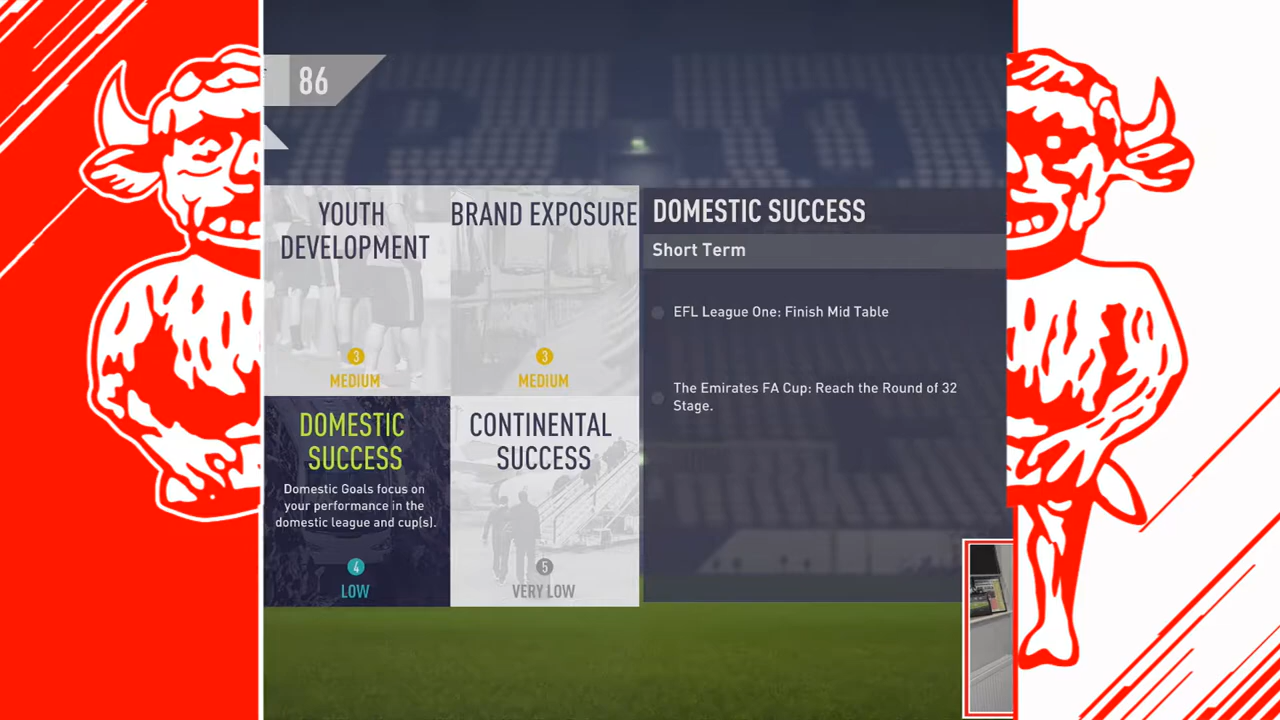 86
YOUTH
DEVELOPMENT
3
MEDIUM
BRAND EXPOSURE
3
MEDIUM
DOMESTIC
SUCCESS
Domestic Goals focus on
your performance in the
domestic league and cup(s).
4
LOW
CONTINENTAL
SUCCESS
5
VERY LOW
DOMESTIC SUCCESS
Short Term
EFL League One: Finish Mid Table
The Emirates FA Cup: Reach the Round of 32
Stage.